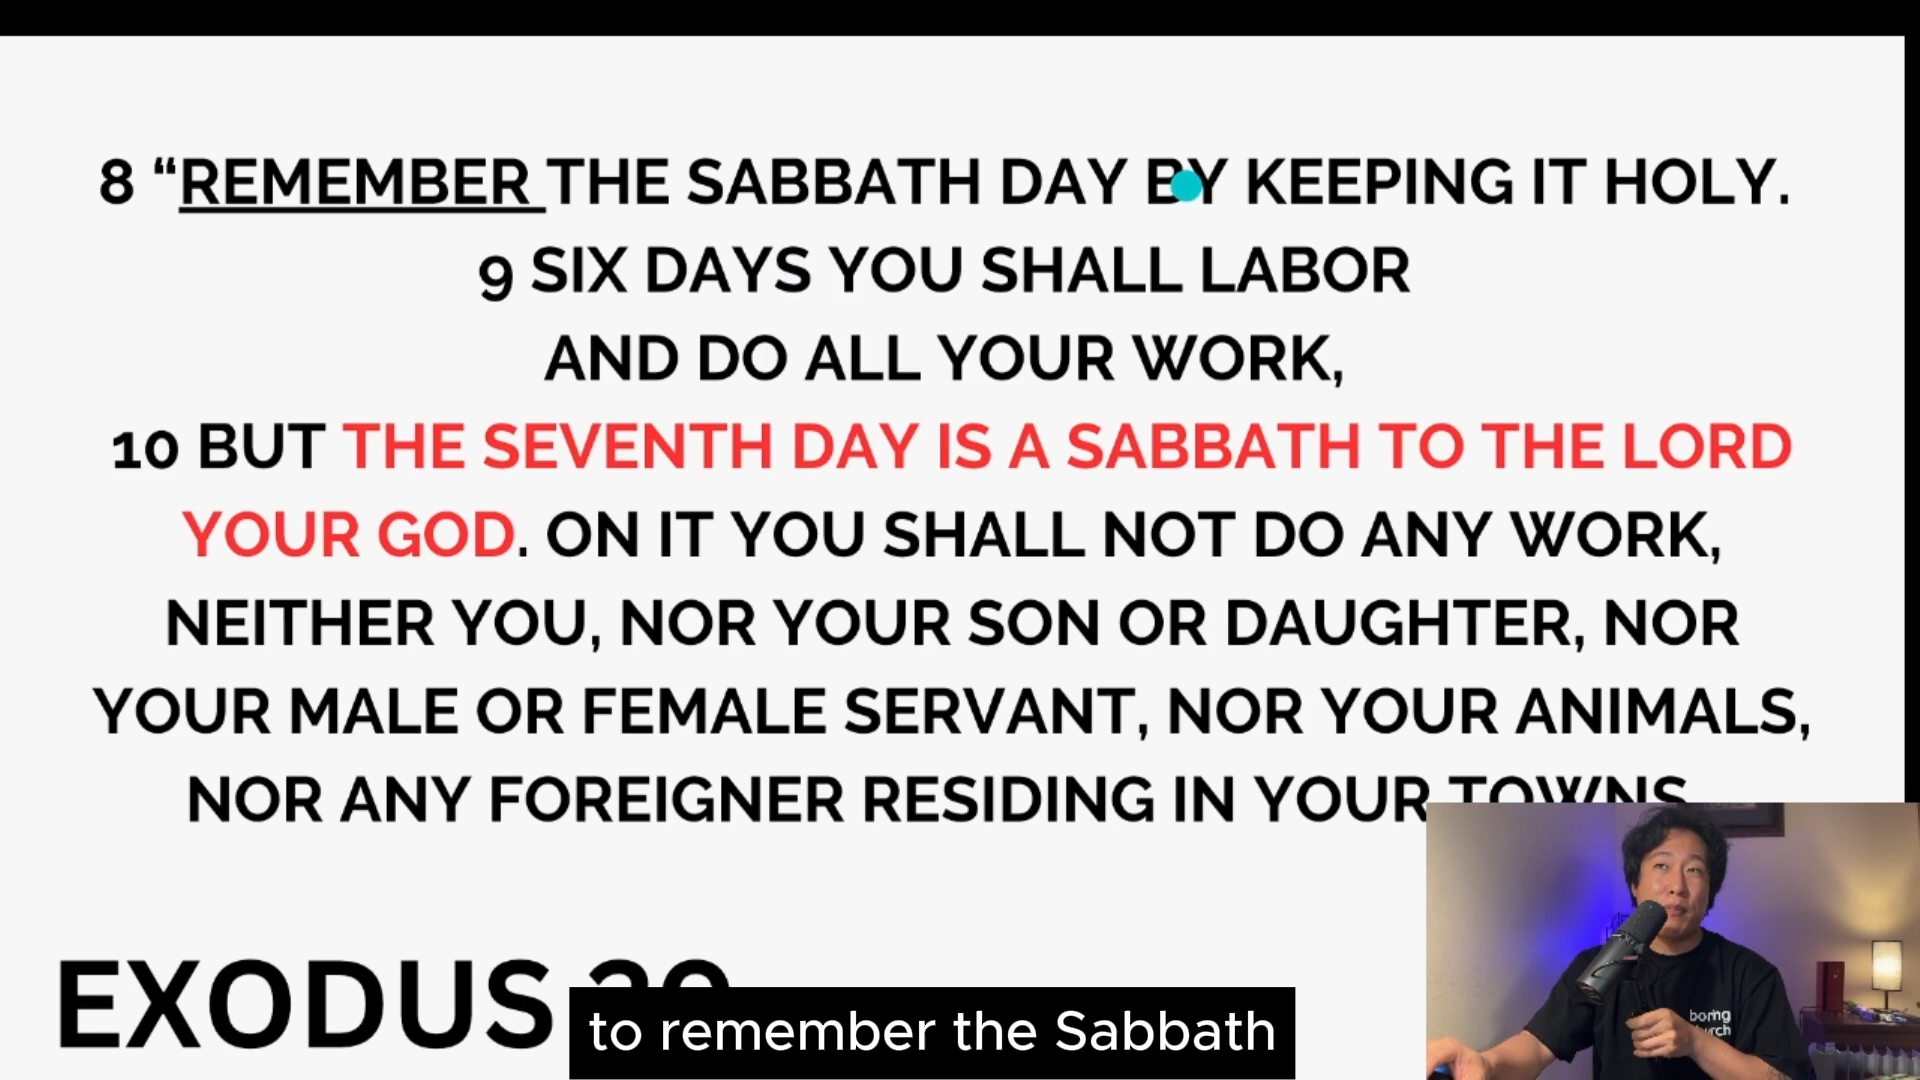 8 “REMEMBER THE SABBATH DAY BY KEEPING IT HOLY.
9 SIX DAYS YOU SHALL LABOR
AND DO ALL YOUR WORK,
10 BUT THE SEVENTH DAY IS A SABBATH TO THE LORD
YOUR GOD. ON IT YOU SHALL NOT DO ANY WORK,
NEITHER YOU, NOR YOUR SON OR DAUGHTER, NOR
YOUR MALE OR FEMALE SERVANT, NOR YOUR ANIMALS,
NOR ANY FOREIGNER RESIDING IN YOUR TOWNS
EXODUS 20
to remember the Sabbath